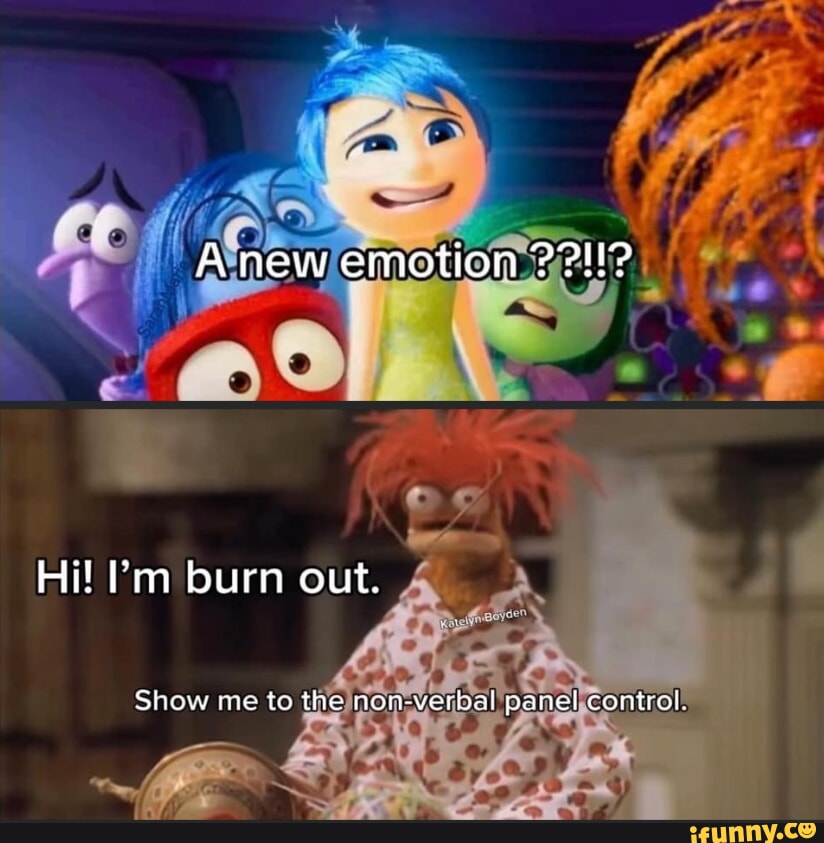 A new emotion ??!!?
Hi! I'm burn out.
Katelyn Boyden
Show me to the non-verbal panel control.
ifunny.co